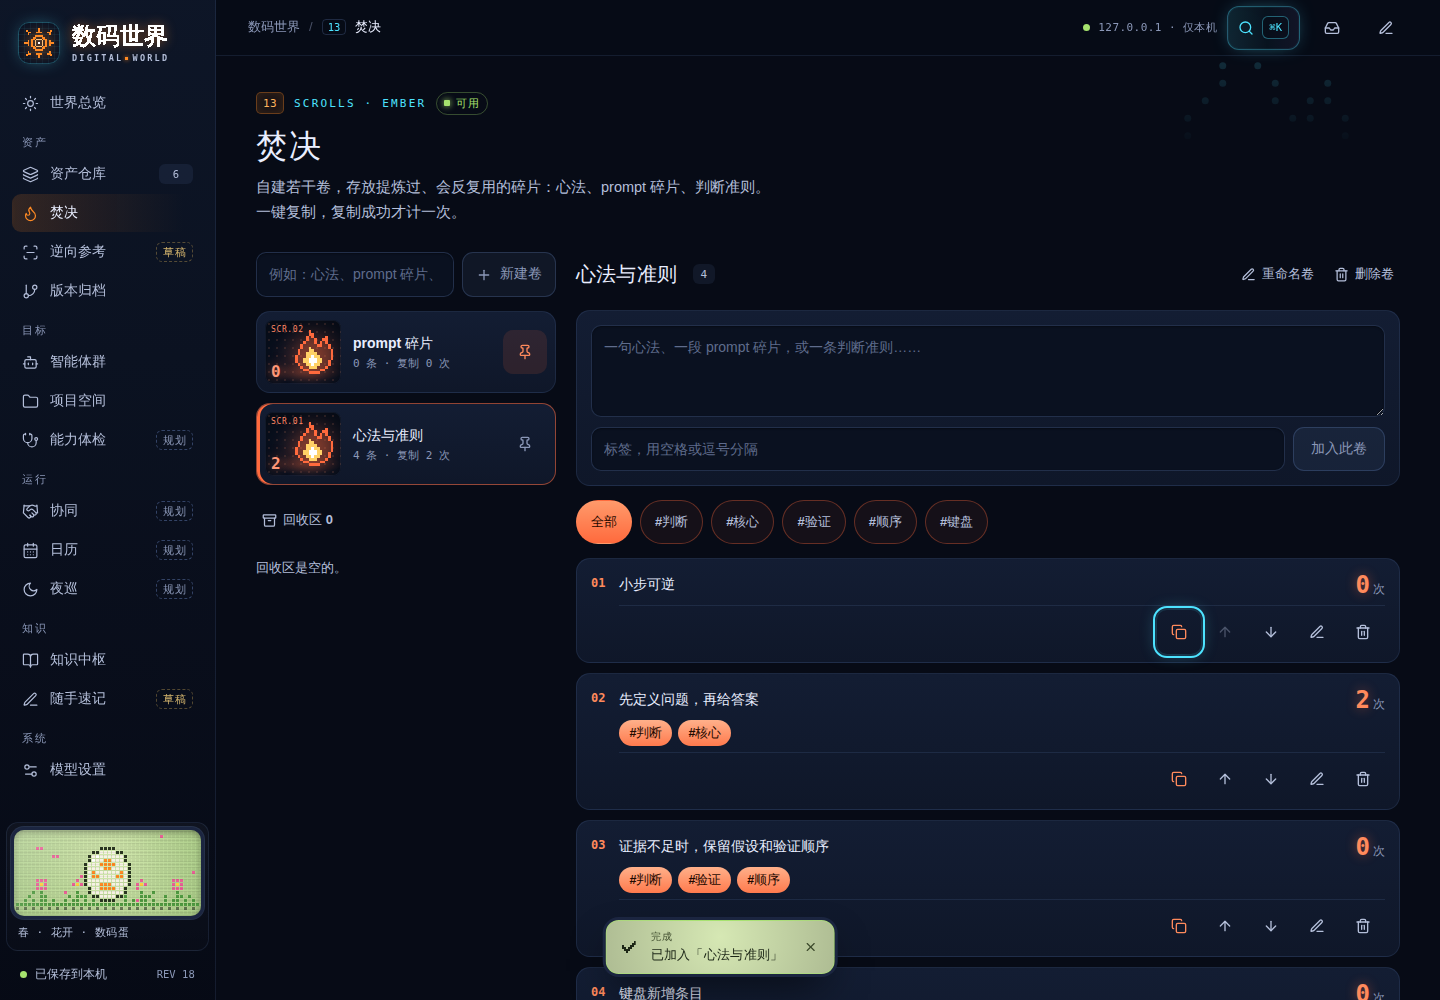 数码世界
DIGITAL WORLD
世界总览
资产
资产仓库 6
焚决
逆向参考 草稿
版本归档
目标
智能体群
项目空间
能力体检 规划
运行
协同 规划
日历 规划
夜巡 规划
知识
知识中枢
随手速记 草稿
系统
模型设置
春 · 花开 · 数码蛋
已保存到本机 REV 18
数码世界 / 13 焚决
127.0.0.1 · 仅本机 ⌘K
13 SCROLLS · EMBER 可用
焚决
自建若干卷，存放提炼过、会反复用的碎片：心法、prompt 碎片、判断准则。
一键复制，复制成功才计一次。
例如：心法、prompt 碎片、
新建卷
SCR.02
0
prompt 碎片
0 条 · 复制 0 次
SCR.01
2
心法与准则
4 条 · 复制 2 次
回收区 0
回收区是空的。
心法与准则 4
重命名卷 删除卷
一句心法、一段 prompt 碎片，或一条判断准则……
标签，用空格或逗号分隔 加入此卷
全部 #判断 #核心 #验证 #顺序 #键盘
01 小步可逆 0 次
02 先定义问题，再给答案 2 次
#判断 #核心
03 证据不足时，保留假设和验证顺序 0 次
#判断 #验证 #顺序
完成
已加入「心法与准则」
04 键盘新增条目 0 次